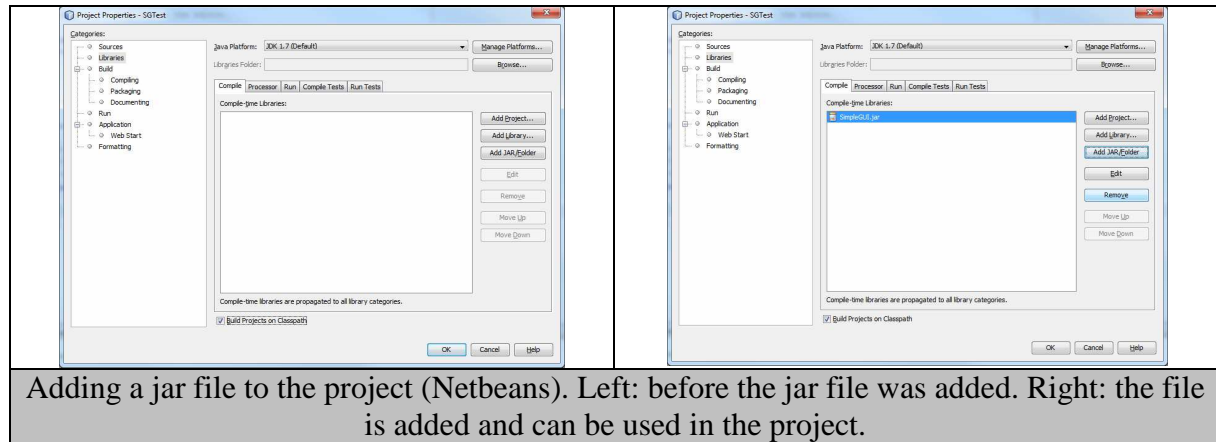 Project Properties - SGTest
Categories:
Sources
Libraries
Build
Compiling
Packaging
Documenting
Run
Application
Web Start
Formatting
Java Platform: JDK 1.7 (Default) Manage Platforms...
Libraries Folder: Browse...
Compile Processor Run Compile Tests Run Tests
Compile-time Libraries:
Add Project...
Add Library...
Add JAR/Folder
Edit
Remove
Move Up
Move Down
Compile-time libraries are propagated to all library categories.
Build Projects on Classpath
OK Cancel Help
Project Properties - SGTest
Categories:
Sources
Libraries
Build
Compiling
Packaging
Documenting
Run
Application
Web Start
Formatting
Java Platform: JDK 1.7 (Default) Manage Platforms...
Libraries Folder: Browse...
Compile Processor Run Compile Tests Run Tests
Compile-time Libraries:
SimpleGUI.jar
Add Project...
Add Library...
Add JAR/Folder
Edit
Remove
Move Up
Move Down
Compile-time libraries are propagated to all library categories.
Build Projects on Classpath
OK Cancel Help
Adding a jar file to the project (Netbeans). Left: before the jar file was added. Right: the file
is added and can be used in the project.